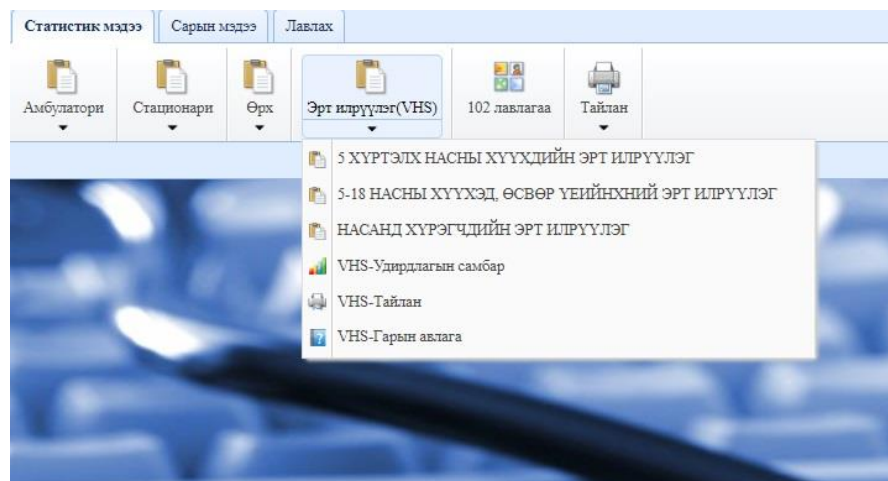 Статистик мэдээ Сарын мэдээ Лавлах
Амбулатори Стационари Өрх Эрт илрүүлэг(VHS) 102 лавлагаа Тайлан
5 ХҮРТЭЛХ НАСНЫ ХҮҮХДИЙН ЭРТ ИЛРҮҮЛЭГ
5-18 НАСНЫ ХҮҮХЭД, ӨСВӨР ҮЕИЙНХНИЙ ЭРТ ИЛРҮҮЛЭГ
НАСАНД ХҮРЭГЧДИЙН ЭРТ ИЛРҮҮЛЭГ
VHS-Удирдлагын самбар
VHS-Тайлан
VHS-Гарын авлага